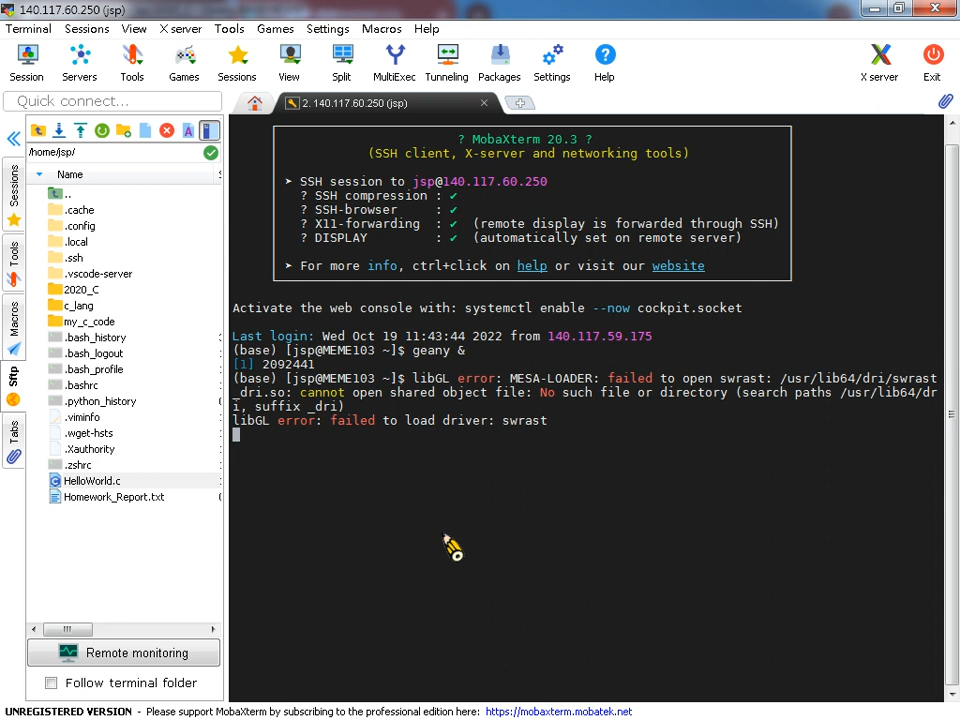 140.117.60.250 (jsp)
Terminal Sessions View X server Tools Games Settings Macros Help
Session Servers Tools Games Sessions View Split MultiExec Tunneling Packages Settings Help X server Exit
Quick connect...
2. 140.117.60.250 (jsp)
/home/jsp/
Name
..
.cache
.config
.local
.ssh
.vscode-server
2020_C
c_lang
my_c_code
.bash_history
.bash_logout
.bash_profile
.bashrc
.python_history
.viminfo
.wget-hsts
.Xauthority
.zshrc
HelloWorld.c
Homework_Report.txt
Sessions
Tools
Macros
Sftp
Tabs
Remote monitoring
Follow terminal folder
? MobaXterm 20.3 ?
(SSH client, X-server and networking tools)
➤ SSH session to jsp@140.117.60.250
? SSH compression : ✔
? SSH-browser : ✔
? X11-forwarding : ✔ (remote display is forwarded through SSH)
? DISPLAY : ✔ (automatically set on remote server)
➤ For more info, ctrl+click on help or visit our website
Activate the web console with: systemctl enable --now cockpit.socket
Last login: Wed Oct 19 11:43:44 2022 from 140.117.59.175
(base) [jsp@MEME103 ~]$ geany &
[1] 2092441
(base) [jsp@MEME103 ~]$ libGL error: MESA-LOADER: failed to open swrast: /usr/lib64/dri/swrast
_dri.so: cannot open shared object file: No such file or directory (search paths /usr/lib64/dr
i, suffix _dri)
libGL error: failed to load driver: swrast
UNREGISTERED VERSION - Please support MobaXterm by subscribing to the professional edition here: https://mobaxterm.mobatek.net